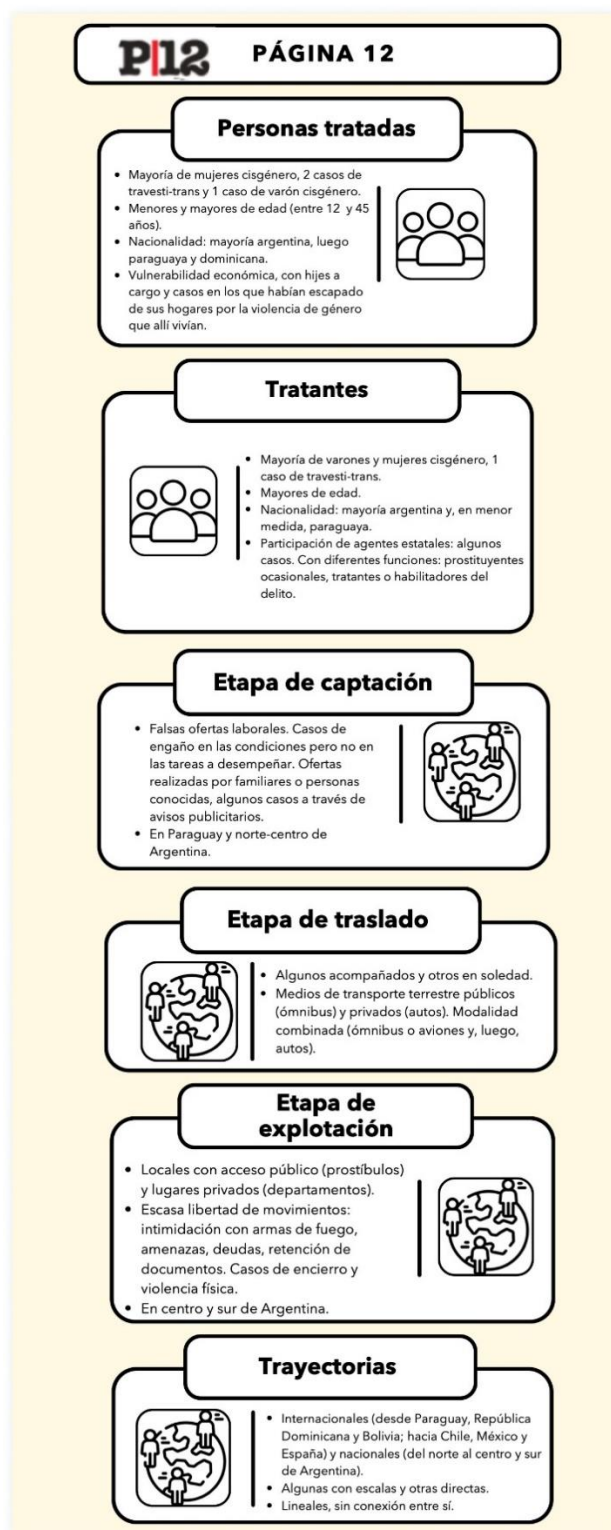 P|12 PÁGINA 12
Personas tratadas
• Mayoría de mujeres cisgénero, 2 casos de
travesti-trans y 1 caso de varón cisgénero.
• Menores y mayores de edad (entre 12 y 45
años).
• Nacionalidad: mayoría argentina, luego
paraguaya y dominicana.
• Vulnerabilidad económica, con hijes a
cargo y casos en los que habían escapado
de sus hogares por la violencia de género
que allí vivían.
Tratantes
• Mayoría de varones y mujeres cisgénero, 1
caso de travesti-trans.
• Mayores de edad.
• Nacionalidad: mayoría argentina y, en menor
medida, paraguaya.
• Participación de agentes estatales: algunos
casos. Con diferentes funciones: prostituyentes
ocasionales, tratantes o habilitadores del
delito.
Etapa de captación
• Falsas ofertas laborales. Casos de
engaño en las condiciones pero no en
las tareas a desempeñar. Ofertas
realizadas por familiares o personas
conocidas, algunos casos a través de
avisos publicitarios.
• En Paraguay y norte-centro de
Argentina.
Etapa de traslado
• Algunos acompañados y otros en soledad.
• Medios de transporte terrestre públicos
(ómnibus) y privados (autos). Modalidad
combinada (ómnibus o aviones y, luego,
autos).
Etapa de
explotación
• Locales con acceso público (prostíbulos)
y lugares privados (departamentos).
• Escasa libertad de movimientos:
intimidación con armas de fuego,
amenazas, deudas, retención de
documentos. Casos de encierro y
violencia física.
• En centro y sur de Argentina.
Trayectorias
• Internacionales (desde Paraguay, República
Dominicana y Bolivia; hacia Chile, México y
España) y nacionales (del norte al centro y sur
de Argentina).
• Algunas con escalas y otras directas.
• Lineales, sin conexión entre sí.